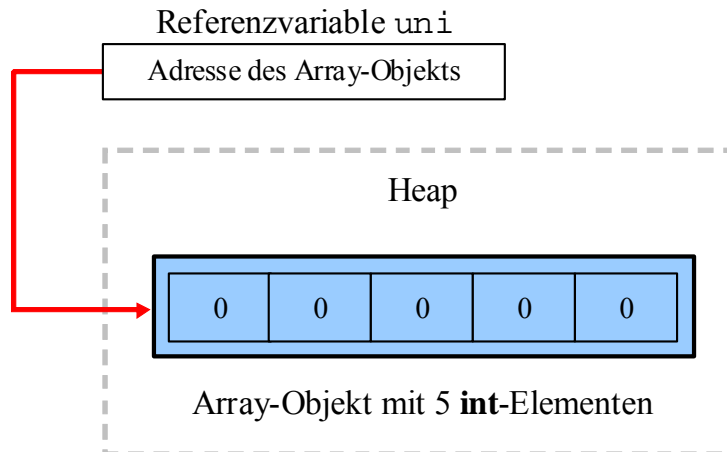 Referenzvariable uni
Adresse des Array-Objekts
Heap
0 0 0 0 0
Array-Objekt mit 5 int-Elementen